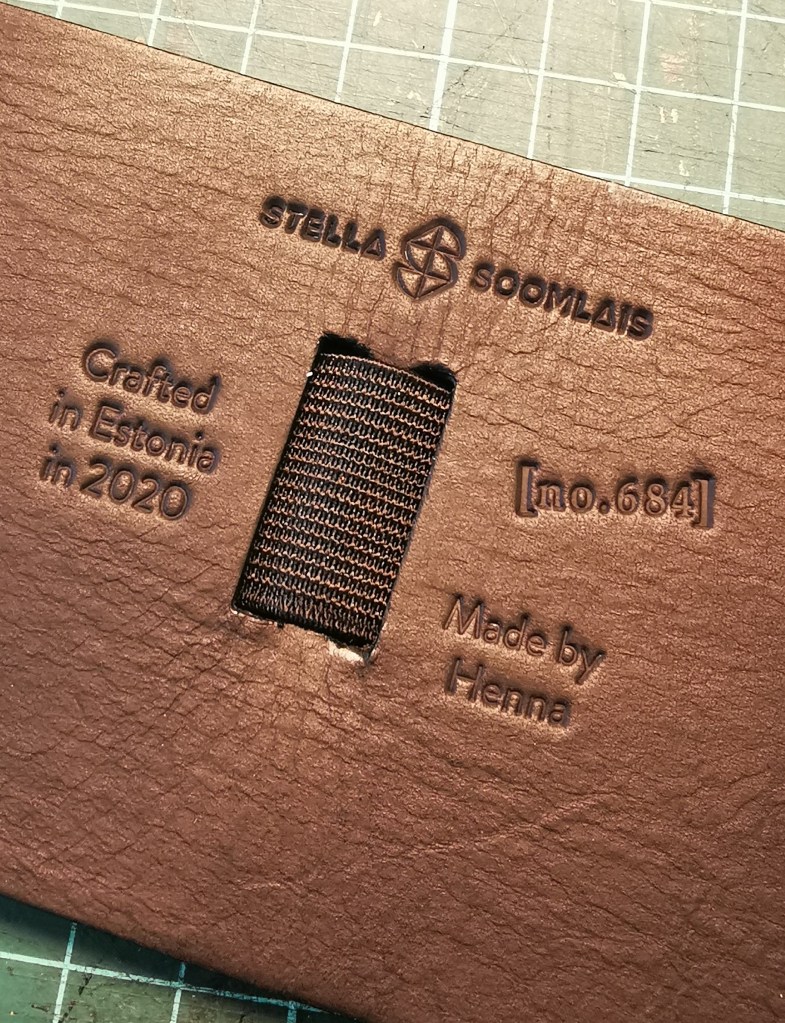 STELLA SOOMLAIS
Crafted
in Estonia
in 2020
[no.684]
Made by
Henna